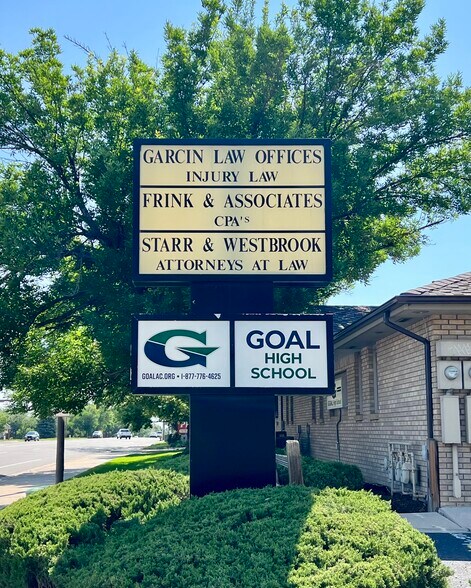 GARCIN LAW OFFICES
INJURY LAW
FRINK & ASSOCIATES
CPA'S
STARR & WESTBROOK
ATTORNEYS AT LAW
G
GOALAC.ORG • 1-877-776-4625
GOAL
HIGH
SCHOOL